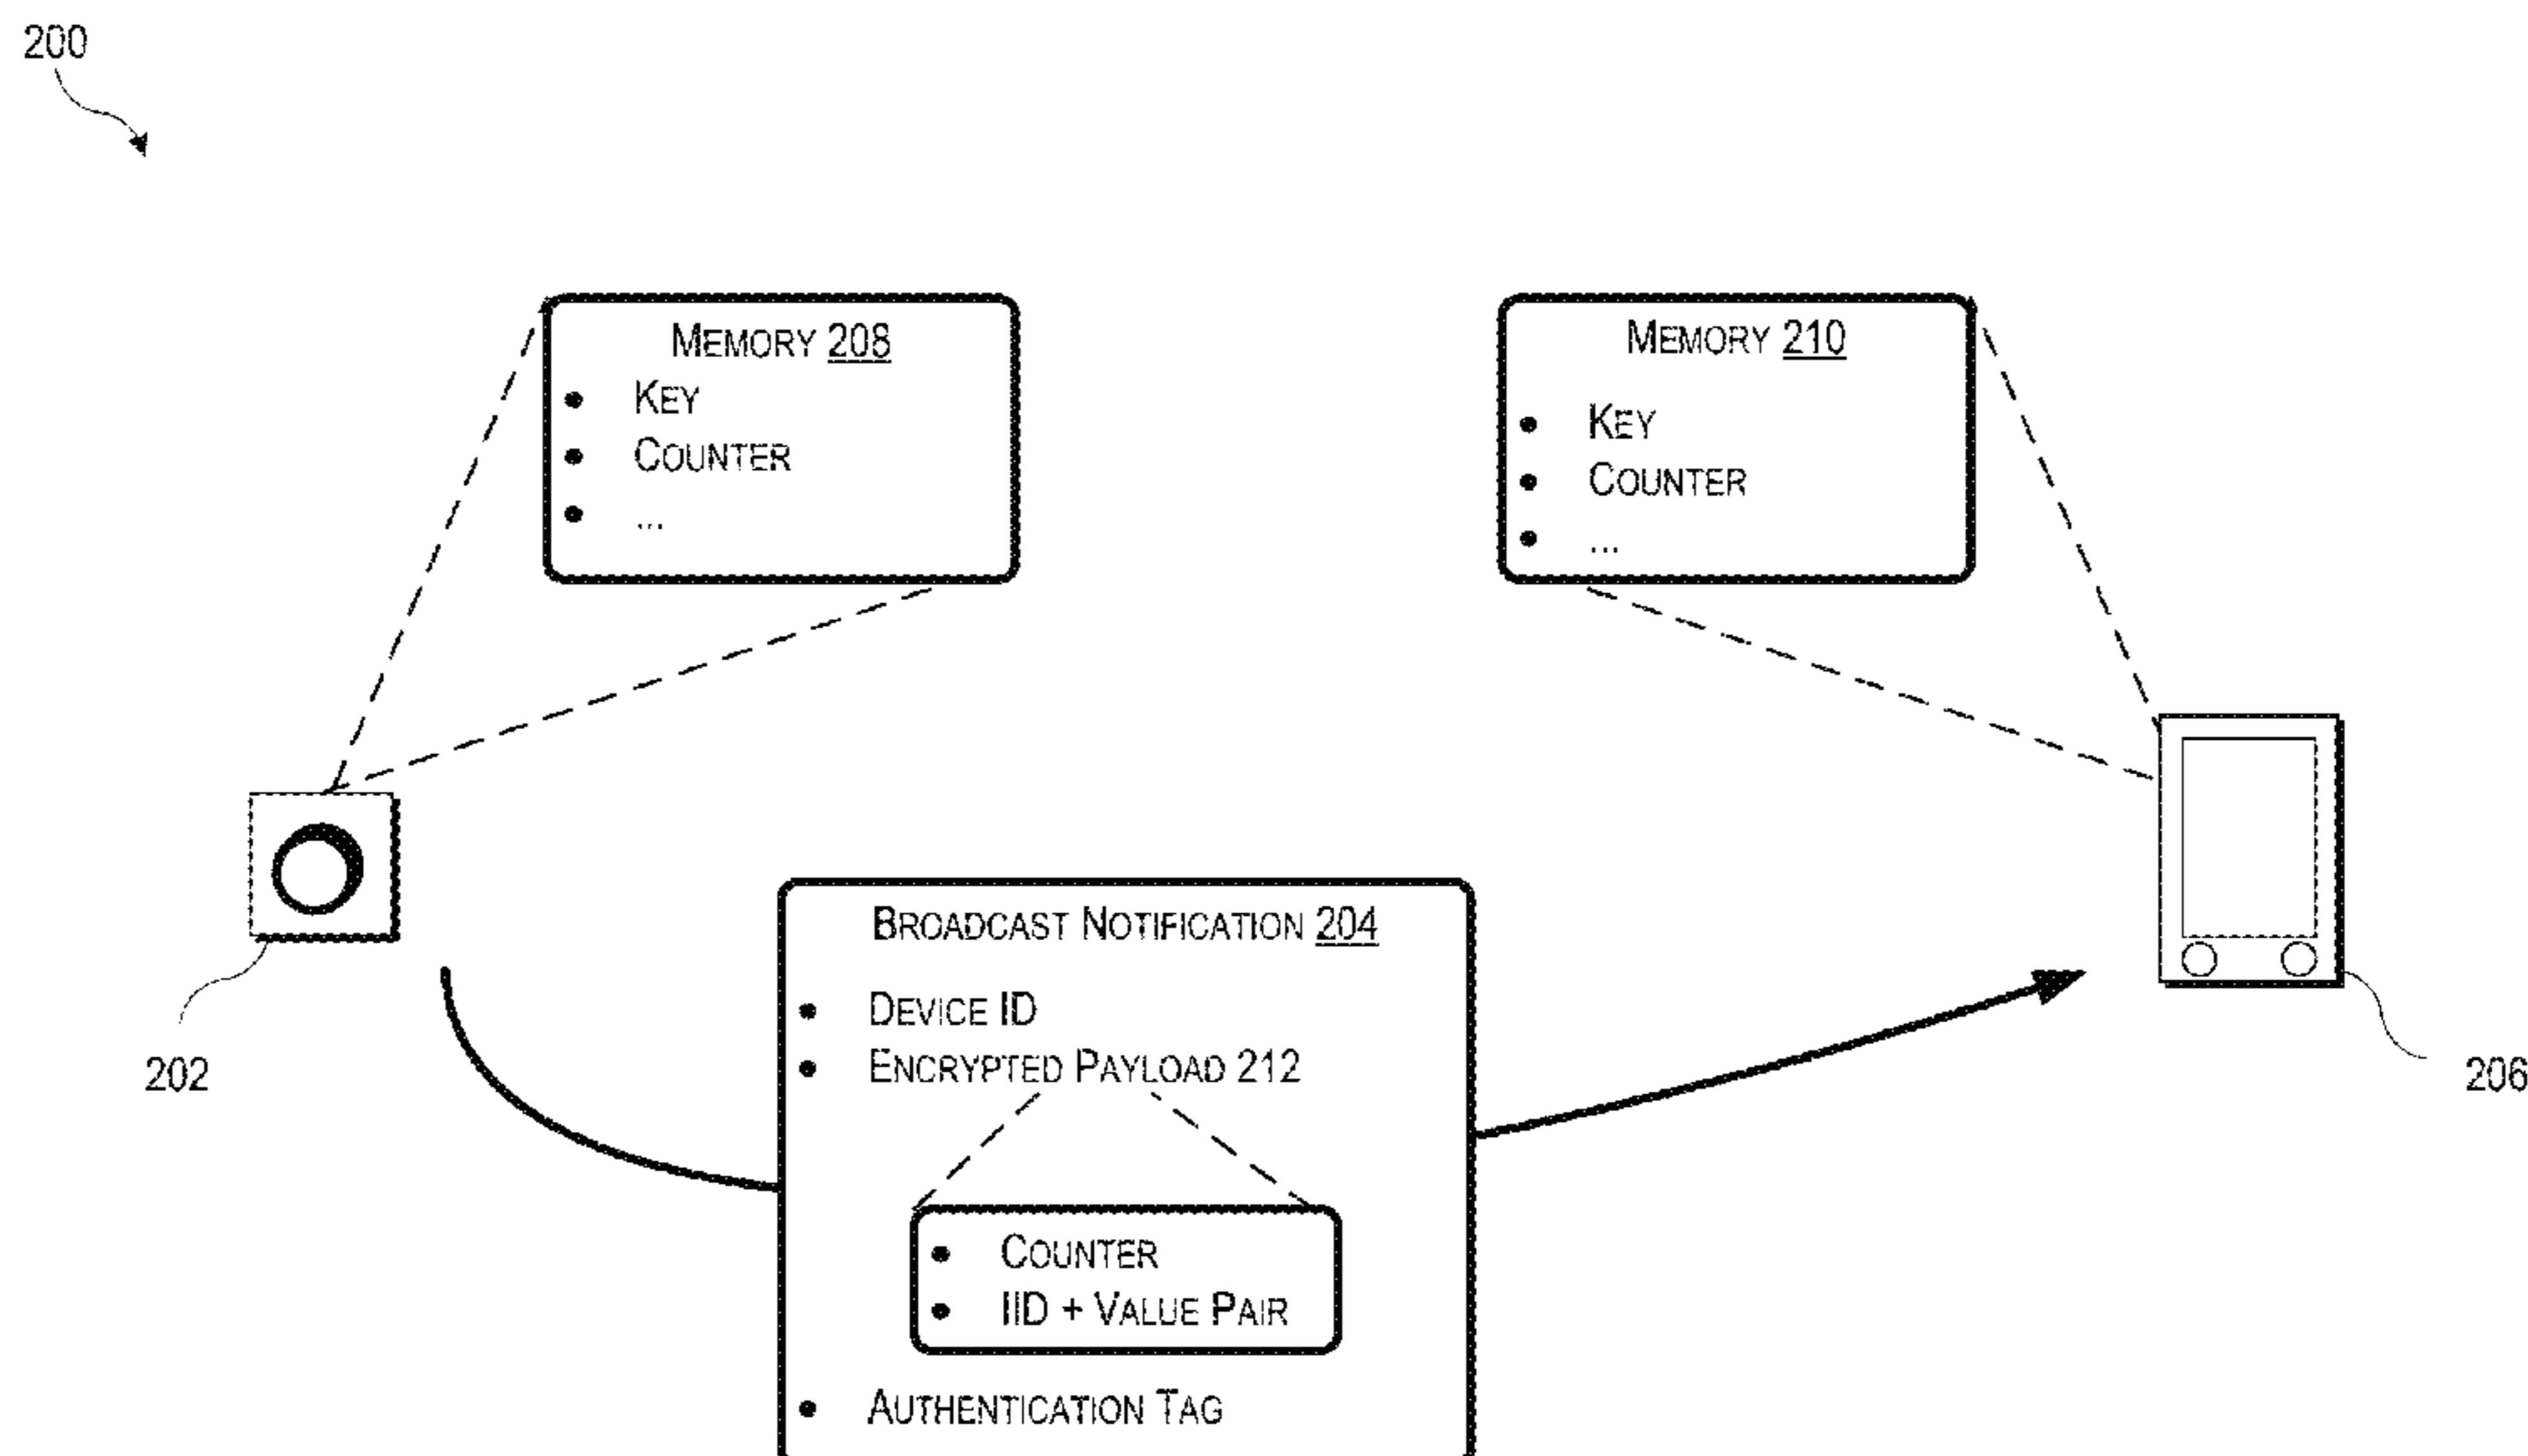 200
MEMORY 208
• KEY
• COUNTER
• ...
MEMORY 210
• KEY
• COUNTER
• ...
BROADCAST NOTIFICATION 204
• DEVICE ID
• ENCRYPTED PAYLOAD 212
• COUNTER
• IID + VALUE PAIR
• AUTHENTICATION TAG
202
206